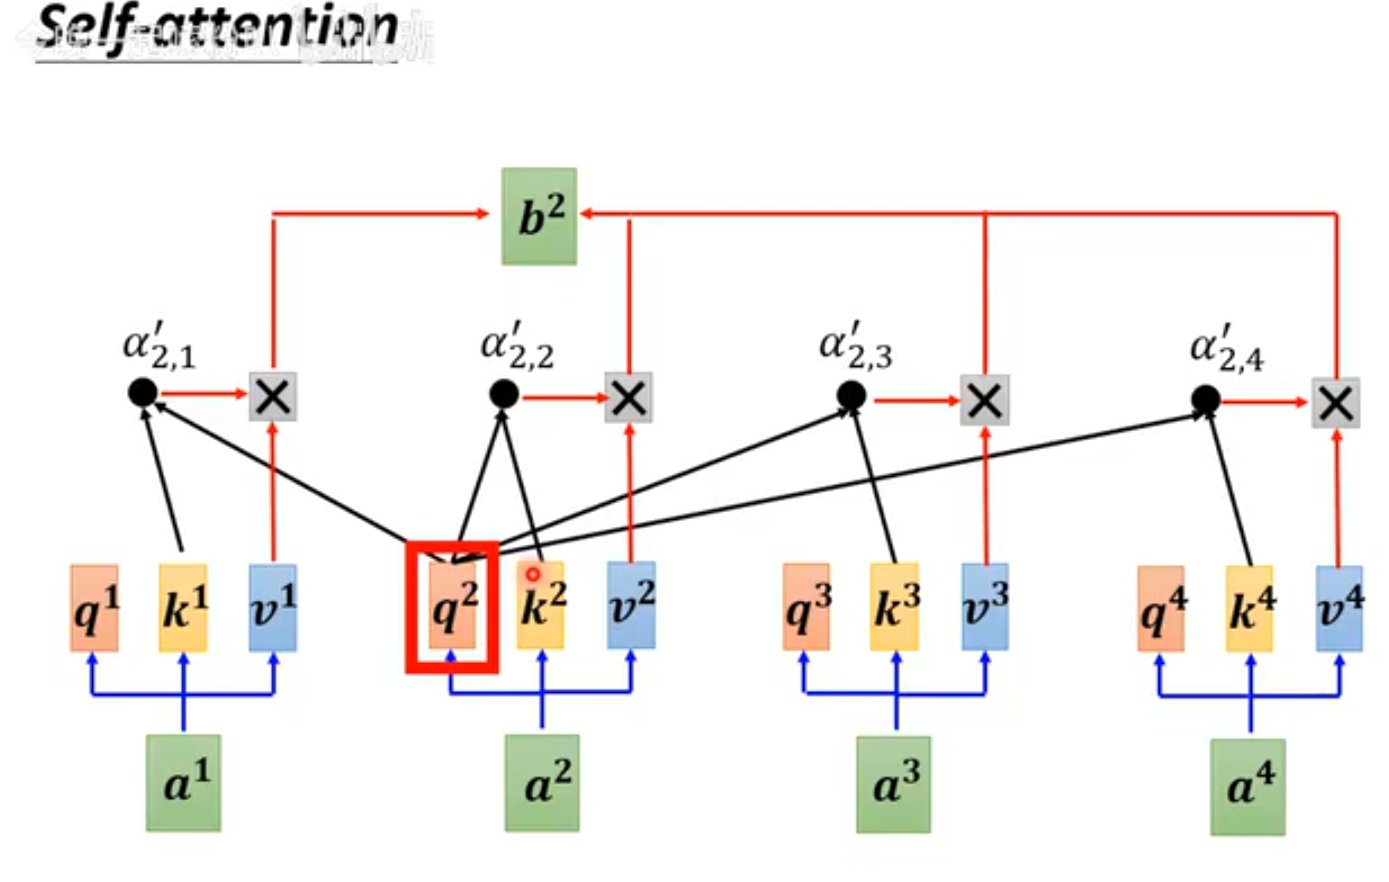 Self-attention
b²
α′₂,₁ α′₂,₂ α′₂,₃ α′₂,₄
q¹ k¹ v¹ q² k² v² q³ k³ v³ q⁴ k⁴ v⁴
a¹ a² a³ a⁴